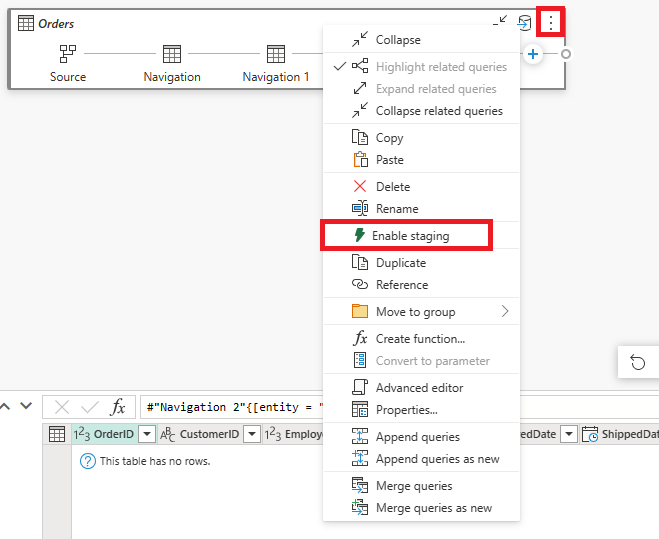 Orders
Source
Navigation
Navigation 1
Collapse
Highlight related queries
Expand related queries
Collapse related queries
Copy
Paste
Delete
Rename
Enable staging
Duplicate
Reference
Move to group
fx Create function...
Convert to parameter
Advanced editor
Properties...
Append queries
Append queries as new
Merge queries
Merge queries as new
fx #"Navigation 2"{[entity = "
123 OrderID ABC CustomerID 123 Employe edDate ShippedDat
? This table has no rows.